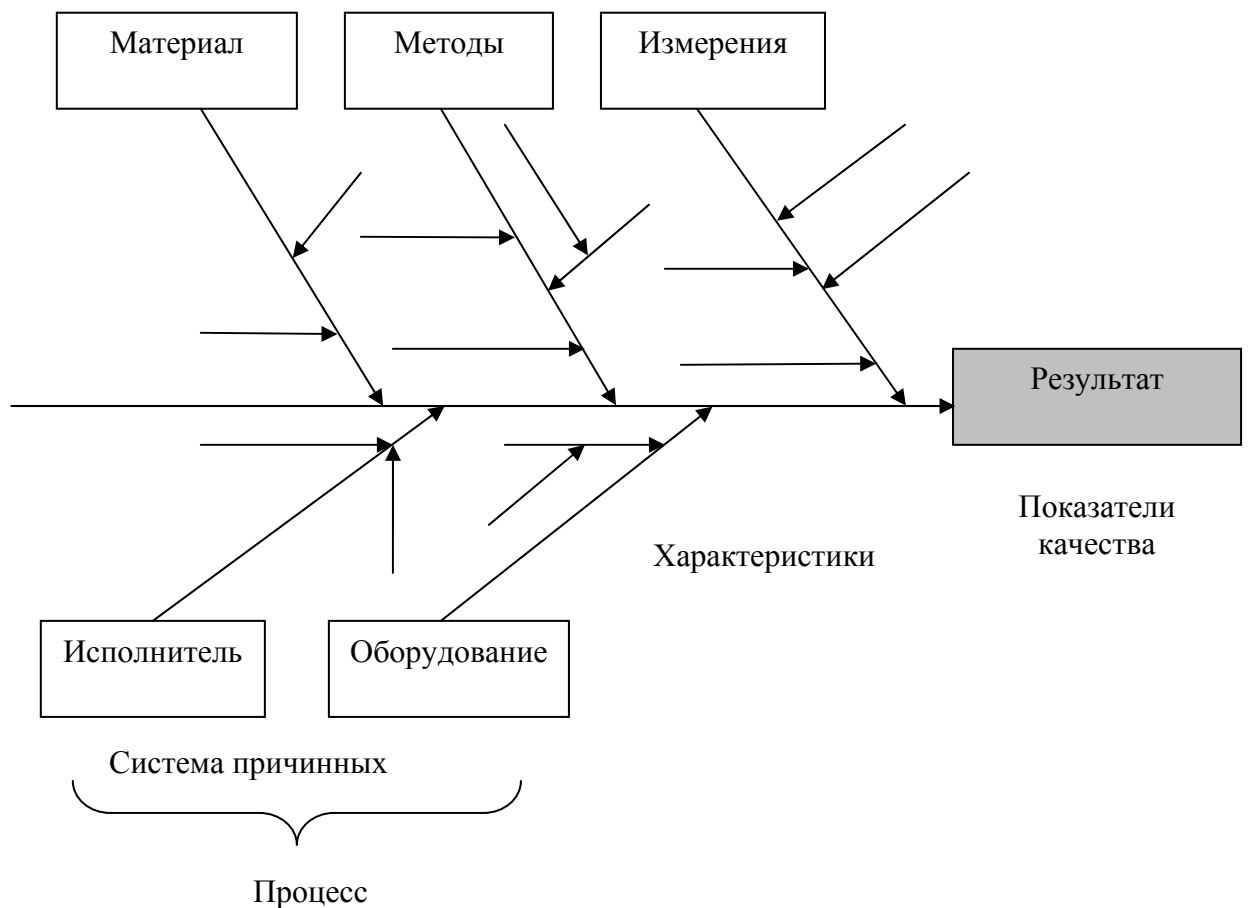 Материал
Методы
Измерения
Результат
Показатели
качества
Характеристики
Исполнитель
Оборудование
Система причинных
Процесс